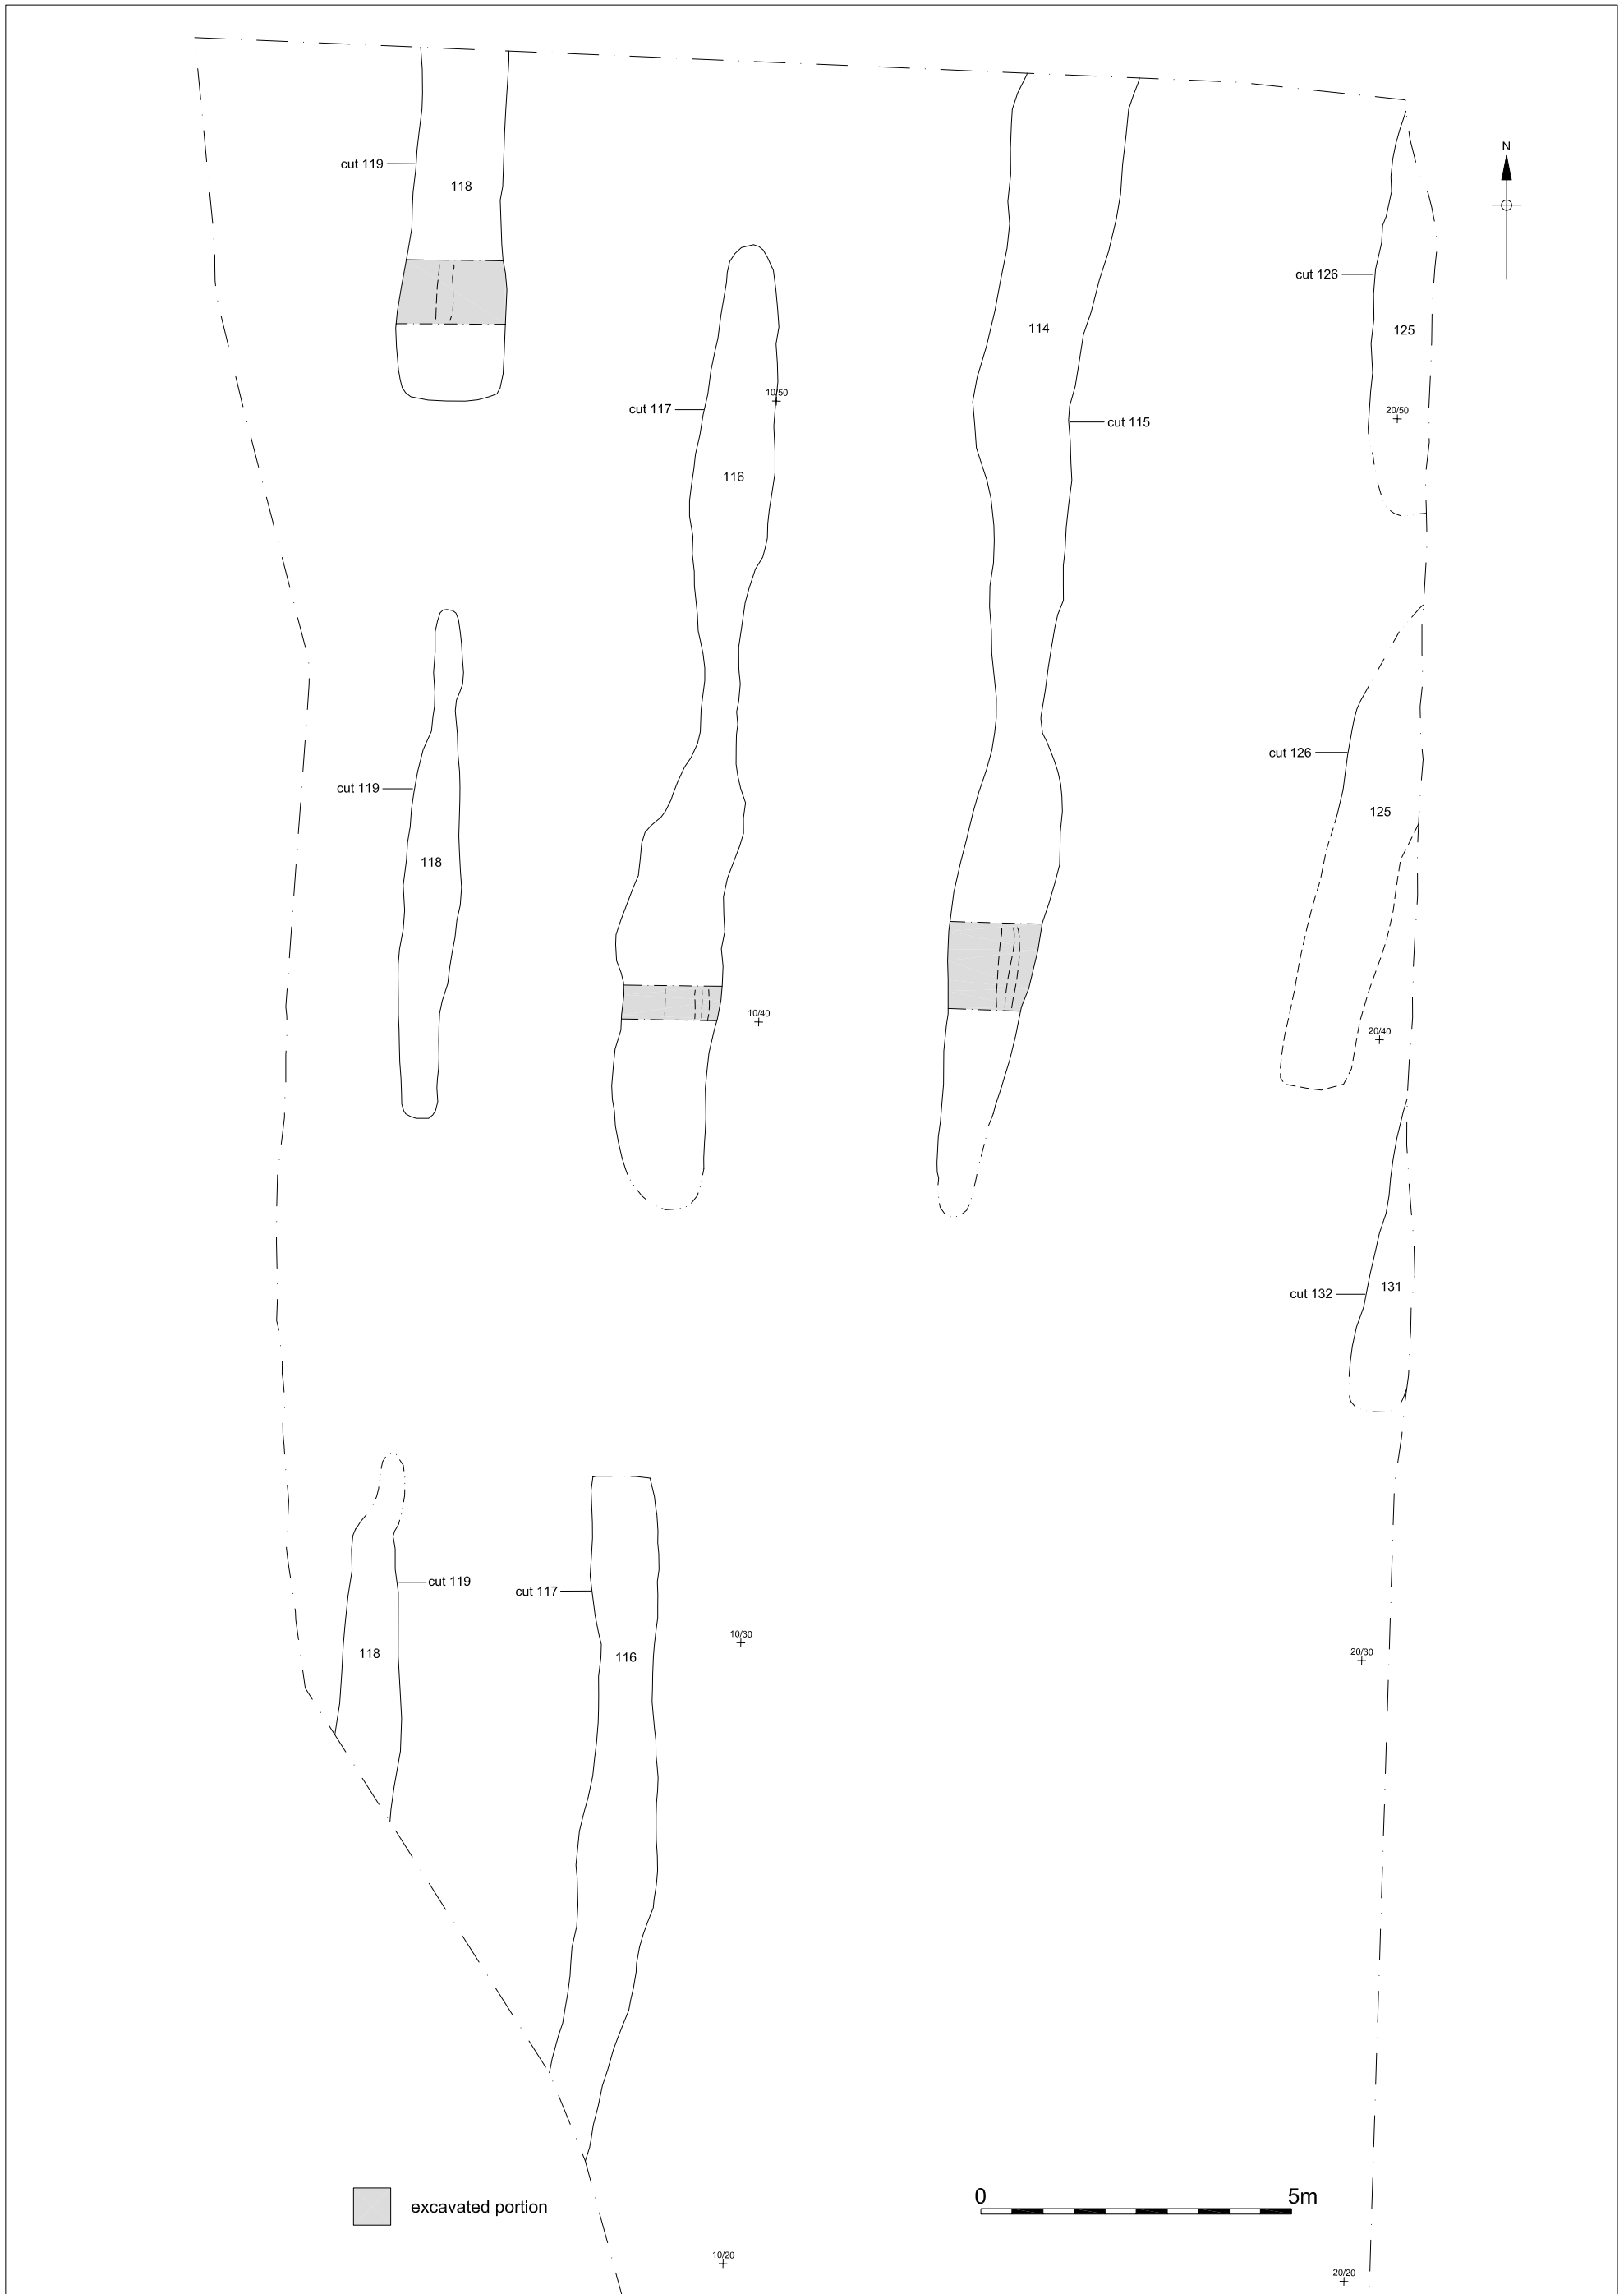 N
cut 119
118
cut 126
114
125
10/50
cut 117
20/50
cut 115
116
cut 126
cut 119
125
118
10/40
20/40
cut 132
131
cut 119
cut 117
10/30
118
116
20/30
0 5m
excavated portion
10/20
20/20